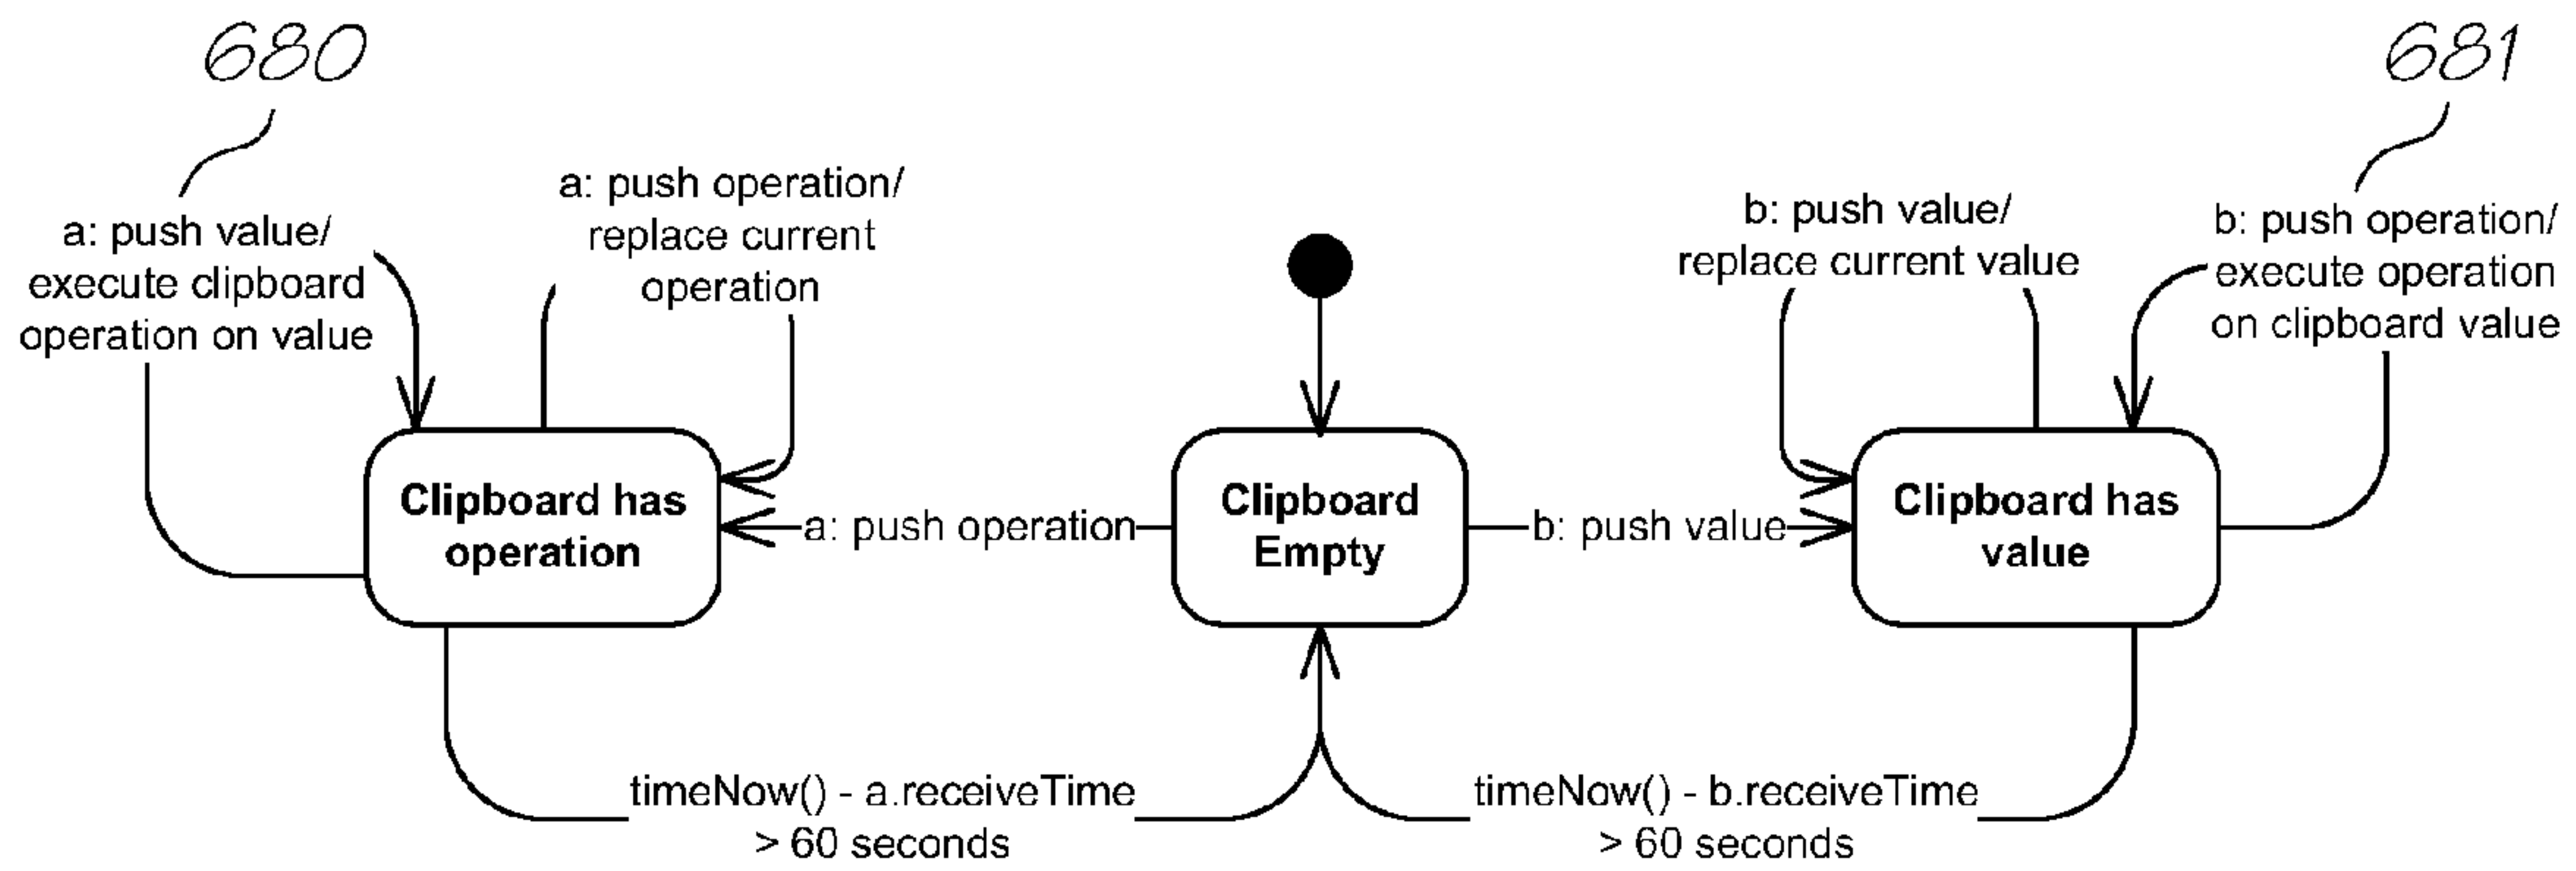 680
681
a: push value/
execute clipboard
operation on value
a: push operation/
replace current
operation
b: push value/
replace current value
b: push operation/
execute operation
on clipboard value
Clipboard has
operation
a: push operation
Clipboard
Empty
b: push value
Clipboard has
value
timeNow() - a.receiveTime
> 60 seconds
timeNow() - b.receiveTime
> 60 seconds